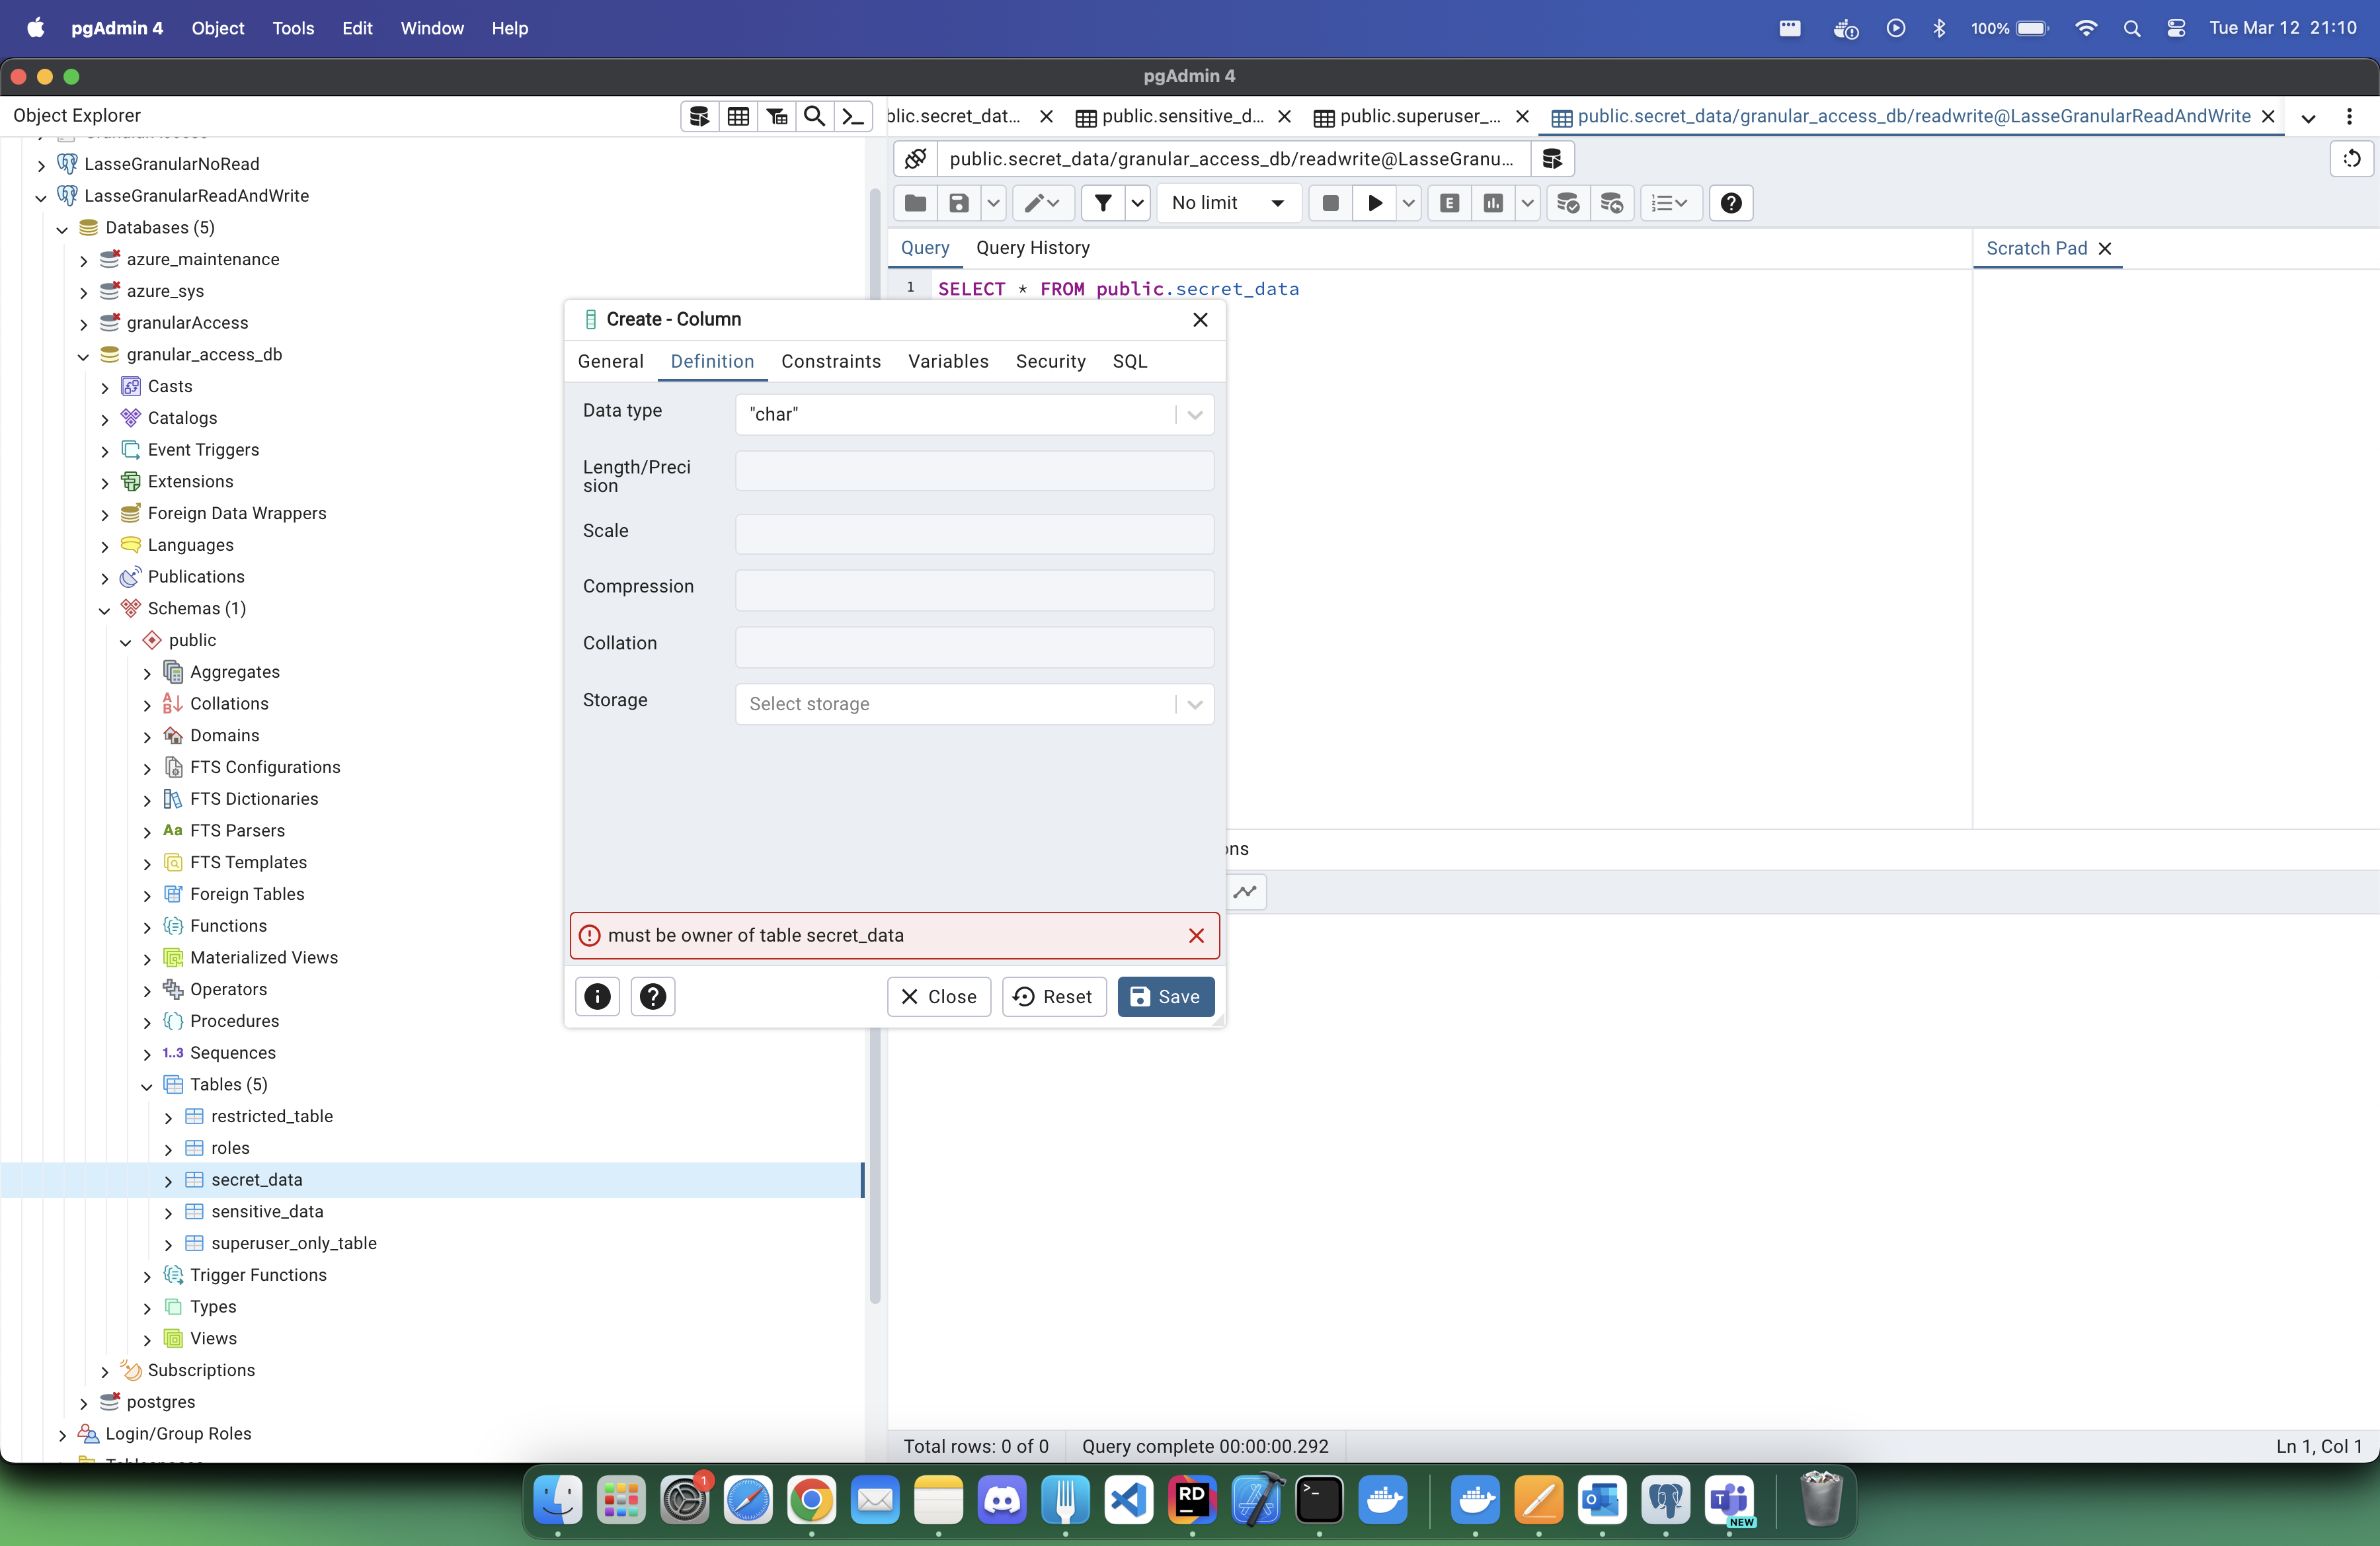 pgAdmin 4 Object Tools Edit Window Help
100% Tue Mar 12 21:10
pgAdmin 4
Object Explorer
LasseGranularNoRead
LasseGranularReadAndWrite
Databases (5)
azure_maintenance
azure_sys
granularAccess
granular_access_db
Casts
Catalogs
Event Triggers
Extensions
Foreign Data Wrappers
Languages
Publications
Schemas (1)
public
Aggregates
Collations
Domains
FTS Configurations
FTS Dictionaries
Aa FTS Parsers
FTS Templates
Foreign Tables
Functions
Materialized Views
Operators
Procedures
1..3 Sequences
Tables (5)
restricted_table
roles
secret_data
sensitive_data
superuser_only_table
Trigger Functions
Types
Views
Subscriptions
postgres
Login/Group Roles
blic.secret_dat... public.sensitive_d... public.superuser_... public.secret_data/granular_access_db/readwrite@LasseGranularReadAndWrite
public.secret_data/granular_access_db/readwrite@LasseGranu...
No limit
E
Query Query History
Scratch Pad
1 SELECT * FROM public.secret_data
Create - Column
General Definition Constraints Variables Security SQL
Data type "char"
Length/Preci
sion
Scale
Compression
Collation
Storage Select storage
must be owner of table secret_data
Close Reset Save
ons
Total rows: 0 of 0 Query complete 00:00:00.292 Ln 1, Col 1
1
RD
NEW